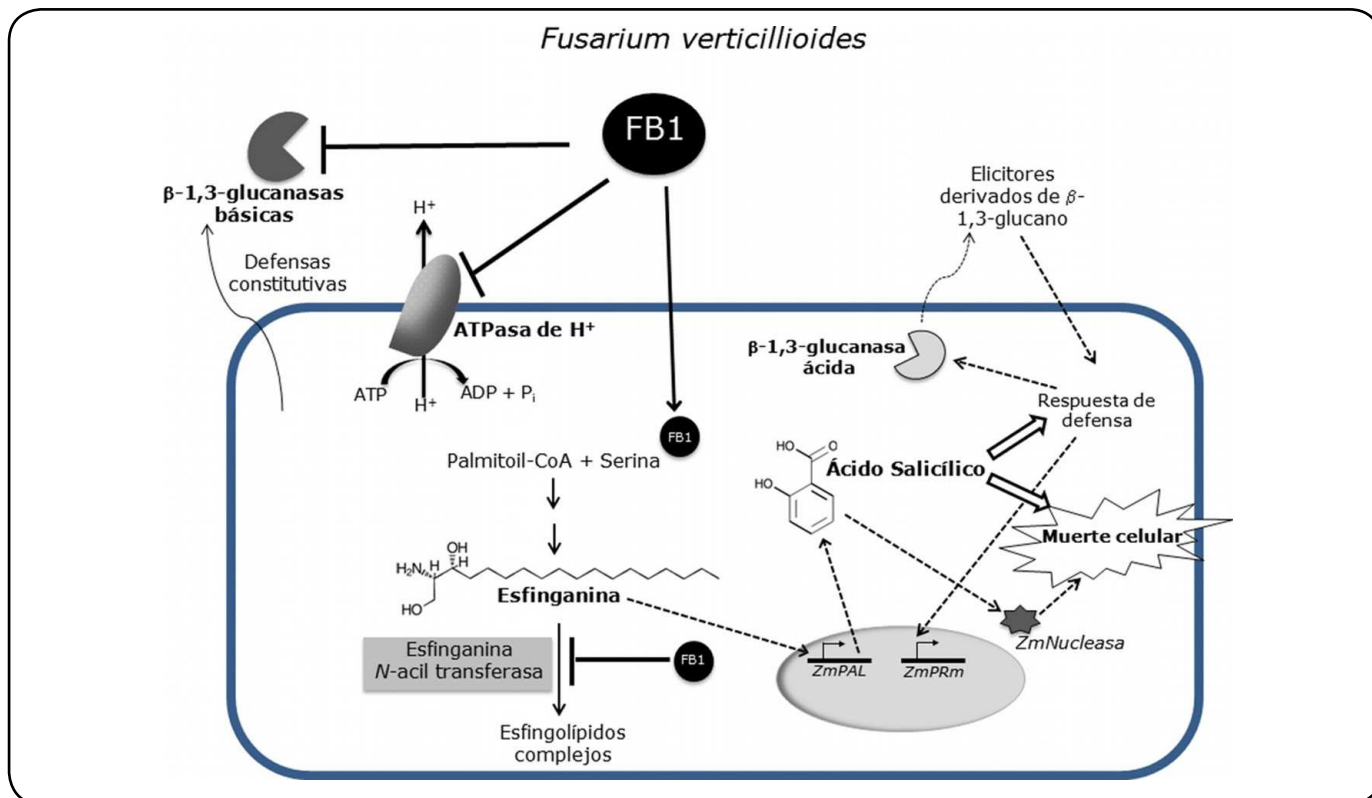 Fusarium verticillioides
FB1
β-1,3-glucanasas
básicas
H⁺
Defensas
constitutivas
ATPasa de H⁺
ATP
H⁺
ADP + Pᵢ
Elicitores
derivados de β-
1,3-glucano
β-1,3-glucanasa
ácida
Respuesta de
defensa
FB1
Palmitoil-CoA + Serina
HO
O
HO
Ácido Salicílico
Muerte celular
OH
H₂N
H
H
HO
Esfinganina
ZmNucleasa
Esfinganina
N-acil transferasa
FB1
ZmPAL
ZmPRm
Esfingolípidos
complejos